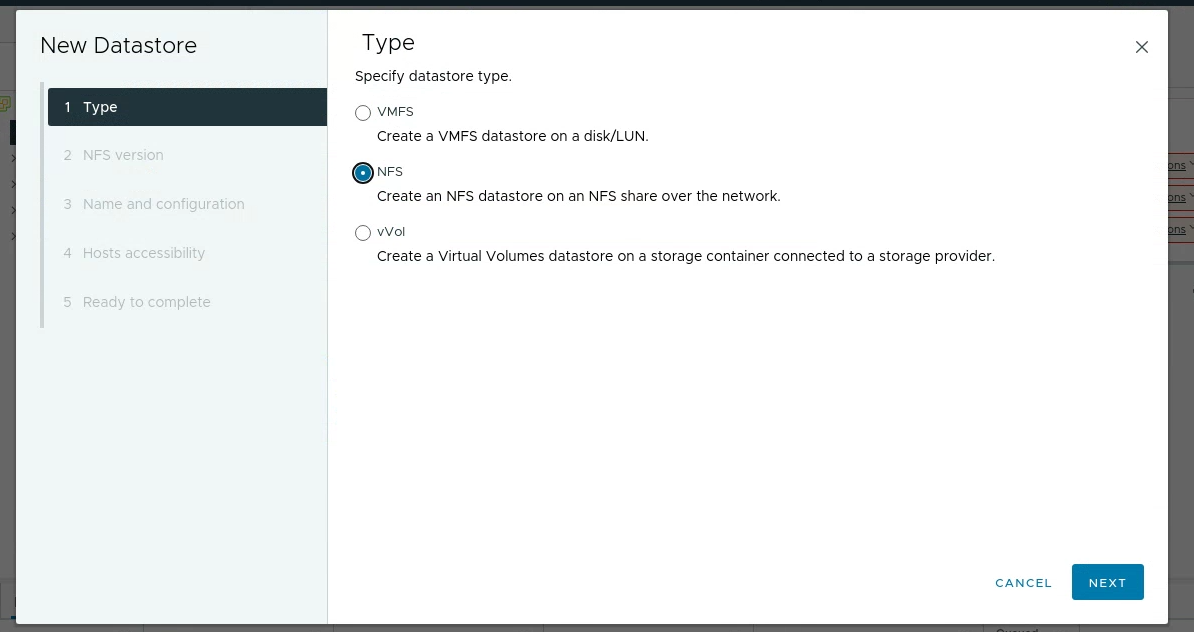 New Datastore
1 Type
2 NFS version
3 Name and configuration
4 Hosts accessibility
5 Ready to complete
Type
Specify datastore type.
VMFS
Create a VMFS datastore on a disk/LUN.
NFS
Create an NFS datastore on an NFS share over the network.
vVol
Create a Virtual Volumes datastore on a storage container connected to a storage provider.
CANCEL
NEXT